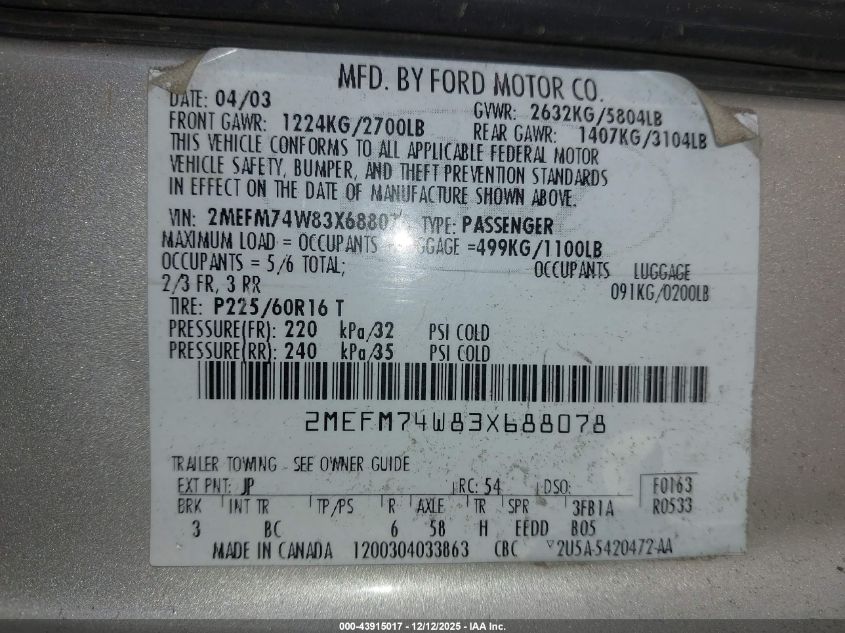 MFD. BY FORD MOTOR CO.
DATE: 04/03 GVWR: 2632KG/5804LB
FRONT GAWR: 1224KG/2700LB REAR GAWR: 1407KG/3104LB
THIS VEHICLE CONFORMS TO ALL APPLICABLE FEDERAL MOTOR
VEHICLE SAFETY, BUMPER, AND THEFT PREVENTION STANDARDS
IN EFFECT ON THE DATE OF MANUFACTURE SHOWN ABOVE.
VIN: 2MEFM74W83X68807 TYPE: PASSENGER
MAXIMUM LOAD = OCCUPANTS + GGAGE =499KG/1100LB
OCCUPANTS = 5/6 TOTAL; OCCUPANTS LUGGAGE
2/3 FR, 3 RR 091KG/0200LB
TIRE: P225/60R16 T
PRESSURE(FR): 220 kPa/32 PSI COLD
PRESSURE(RR): 240 kPa/35 PSI COLD
2MEFM74W83X688078
TRAILER TOWING - SEE OWNER GUIDE
EXT PNT: JP RC: 54 DSO: F0163
BRK INT TR TP/PS R AXLE TR SPR 3FB1A R0533
3 BC 6 58 H EEDD B05
MADE IN CANADA 1200304033863 CBC 2U5A-5420472-AA
000-43915017 - 12/12/2025 - IAA Inc.